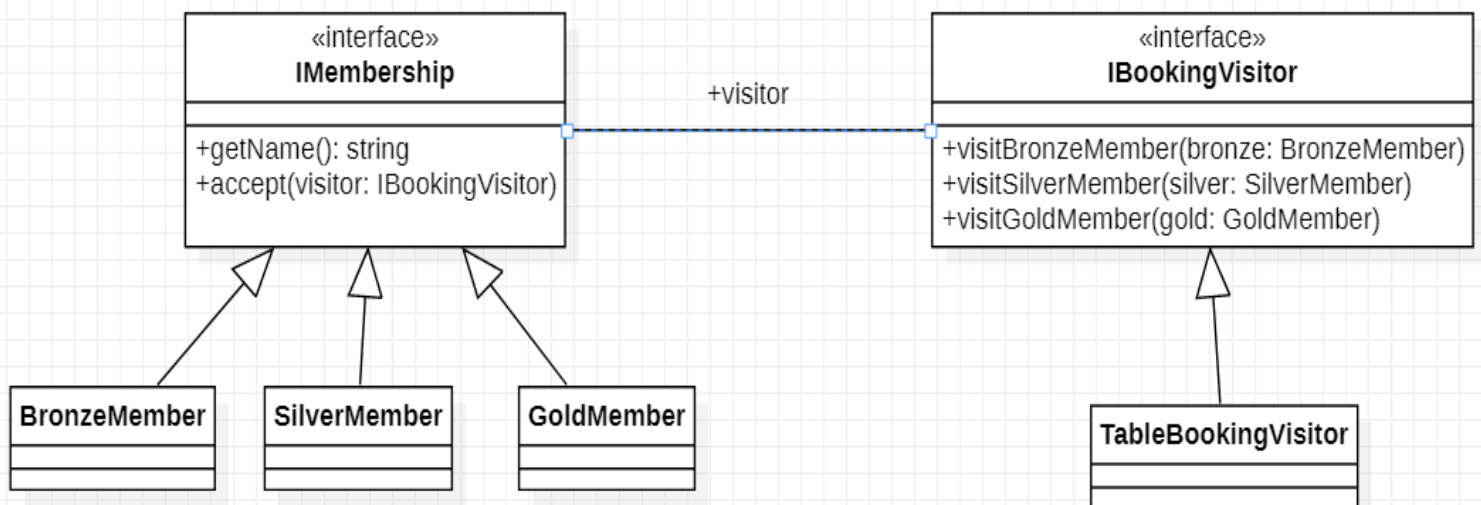 «interface»
IMembership
+getName(): string
+accept(visitor: IBookingVisitor)
+visitor
«interface»
IBookingVisitor
+visitBronzeMember(bronze: BronzeMember)
+visitSilverMember(silver: SilverMember)
+visitGoldMember(gold: GoldMember)
BronzeMember
SilverMember
GoldMember
TableBookingVisitor